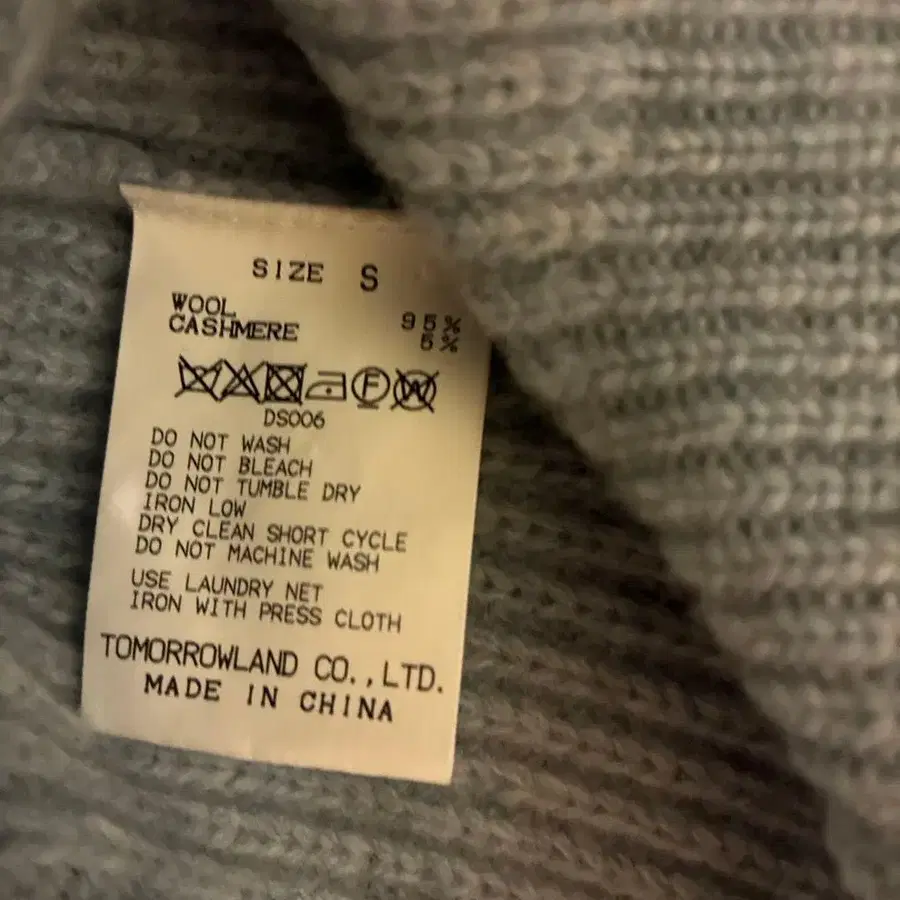 SIZE S
WOOL 95%
CASHMERE 5%
F W
DS006
DO NOT WASH
DO NOT BLEACH
DO NOT TUMBLE DRY
IRON LOW
DRY CLEAN SHORT CYCLE
DO NOT MACHINE WASH
USE LAUNDRY NET
IRON WITH PRESS CLOTH
TOMORROWLAND CO.,LTD.
MADE IN CHINA